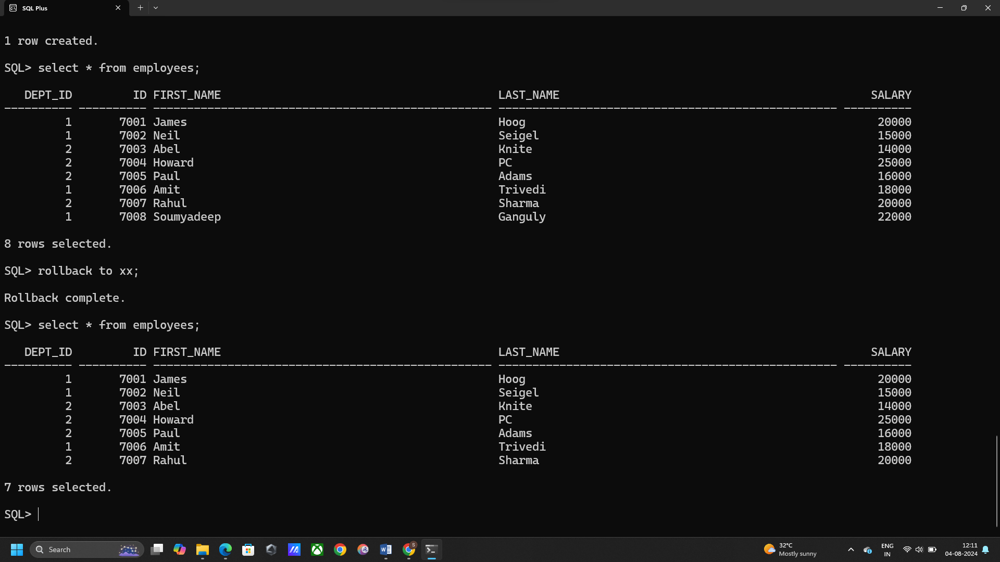 SQL Plus
1 row created.
SQL> select * from employees;
DEPT_ID ID FIRST_NAME LAST_NAME SALARY
---------- ---------- -------------------------------------------------- -------------------------------------------------- ----------
1 7001 James Hoog 20000
1 7002 Neil Seigel 15000
2 7003 Abel Knite 14000
2 7004 Howard PC 25000
2 7005 Paul Adams 16000
1 7006 Amit Trivedi 18000
2 7007 Rahul Sharma 20000
1 7008 Soumyadeep Ganguly 22000
8 rows selected.
SQL> rollback to xx;
Rollback complete.
SQL> select * from employees;
DEPT_ID ID FIRST_NAME LAST_NAME SALARY
---------- ---------- -------------------------------------------------- -------------------------------------------------- ----------
1 7001 James Hoog 20000
1 7002 Neil Seigel 15000
2 7003 Abel Knite 14000
2 7004 Howard PC 25000
2 7005 Paul Adams 16000
1 7006 Amit Trivedi 18000
2 7007 Rahul Sharma 20000
7 rows selected.
SQL>
Search
32°C
Mostly sunny
ENG
IN
12:11
04-08-2024